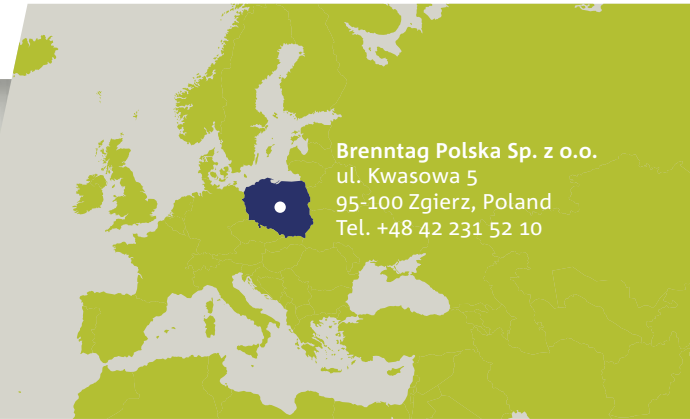 Brenntag Polska Sp. z o.o.
ul. Kwasowa 5
95-100 Zgierz, Poland
Tel. +48 42 231 52 10